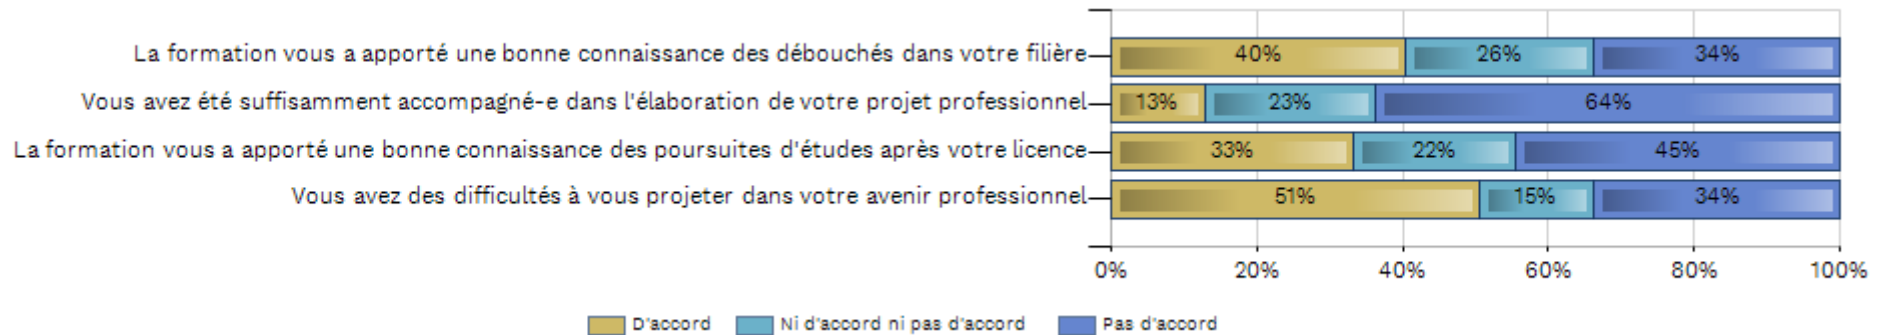 La formation vous a apporté une bonne connaissance des débouchés dans votre filière 40% 26% 34%
Vous avez été suffisamment accompagné-e dans l'élaboration de votre projet professionnel 13% 23% 64%
La formation vous a apporté une bonne connaissance des poursuites d'études après votre licence 33% 22% 45%
Vous avez des difficultés à vous projeter dans votre avenir professionnel 51% 15% 34%
0% 20% 40% 60% 80% 100%
D'accord Ni d'accord ni pas d'accord Pas d'accord